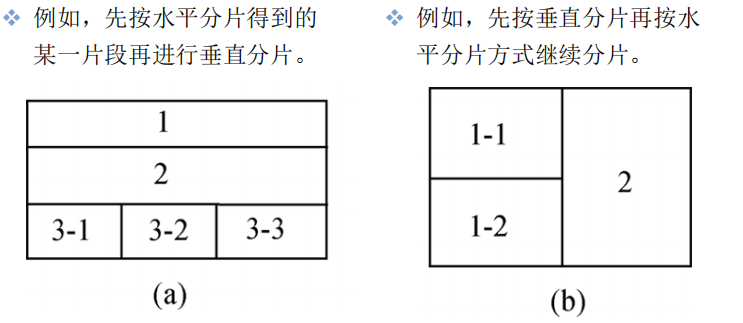 例如，先按水平分片得到的
某一片段再进行垂直分片。
1
2
3-1 3-2 3-3
(a)
例如，先按垂直分片再按水
平分片方式继续分片。
1-1
2
1-2
(b)